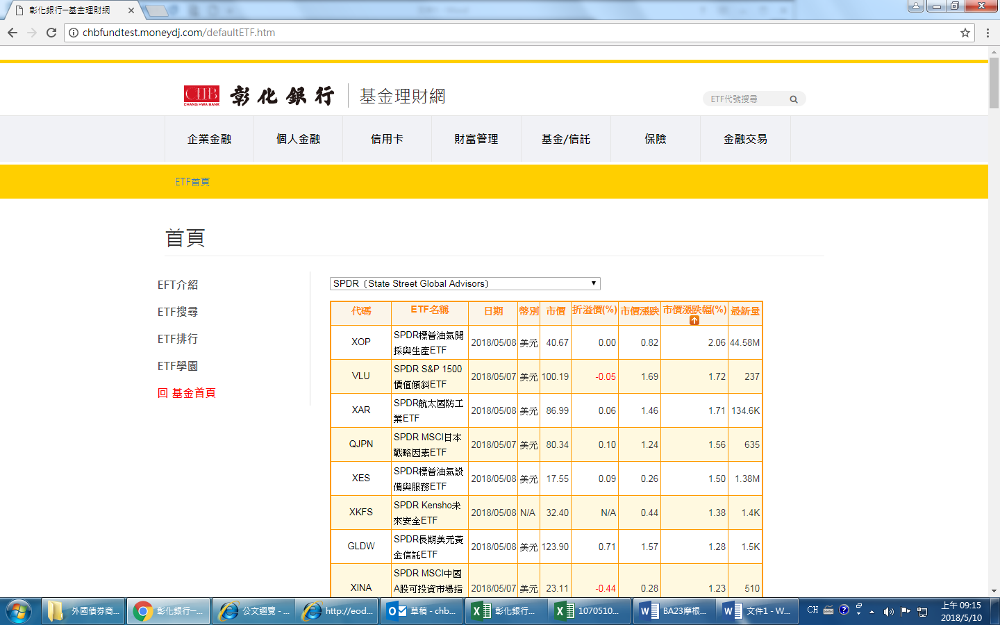 彰化銀行─基金理財網
chbfundtest.moneydj.com/defaultETF.htm
CHB
CHANG HWA BANK
彰化銀行
基金理財網
ETF代號搜尋
企業金融 個人金融 信用卡 財富管理 基金/信託 保險 金融交易
ETF首頁
首頁
EFT介紹
ETF搜尋
ETF排行
ETF學園
回 基金首頁
SPDR（State Street Global Advisors）
代碼 ETF名稱 日期 幣別 市價 折溢價(%) 市價漲跌 市價漲跌幅(%) 最新量
XOP SPDR標普油氣開 2018/05/08 美元 40.67 0.00 0.82 2.06 44.58M
採與生產ETF
VLU SPDR S&P 1500 2018/05/07 美元 100.19 -0.05 1.69 1.72 237
價值傾斜ETF
XAR SPDR航太國防工 2018/05/08 美元 86.99 0.06 1.46 1.71 134.6K
業ETF
QJPN SPDR MSCI日本 2018/05/07 美元 80.34 0.10 1.24 1.56 635
戰略因素ETF
XES SPDR標普油氣設 2018/05/08 美元 17.55 0.09 0.26 1.50 1.38M
備與服務ETF
XKFS SPDR Kensho未 2018/05/08 N/A 32.40 N/A 0.44 1.38 1.4K
來安全ETF
GLDW SPDR長期美元黃 2018/05/08 美元 123.90 0.71 1.57 1.28 1.5K
金信託ETF
XINA SPDR MSCI中國 2018/05/07 美元 23.11 -0.44 0.28 1.23 510
A股可投資市場指
外國債券商...
彰化銀行─...
公文迴覽 - ...
http://eod...
草稿 - chb...
彰化銀行...
1070510...
BA23摩根...
文件1 - W...
CH
上午 09:15
2018/5/10